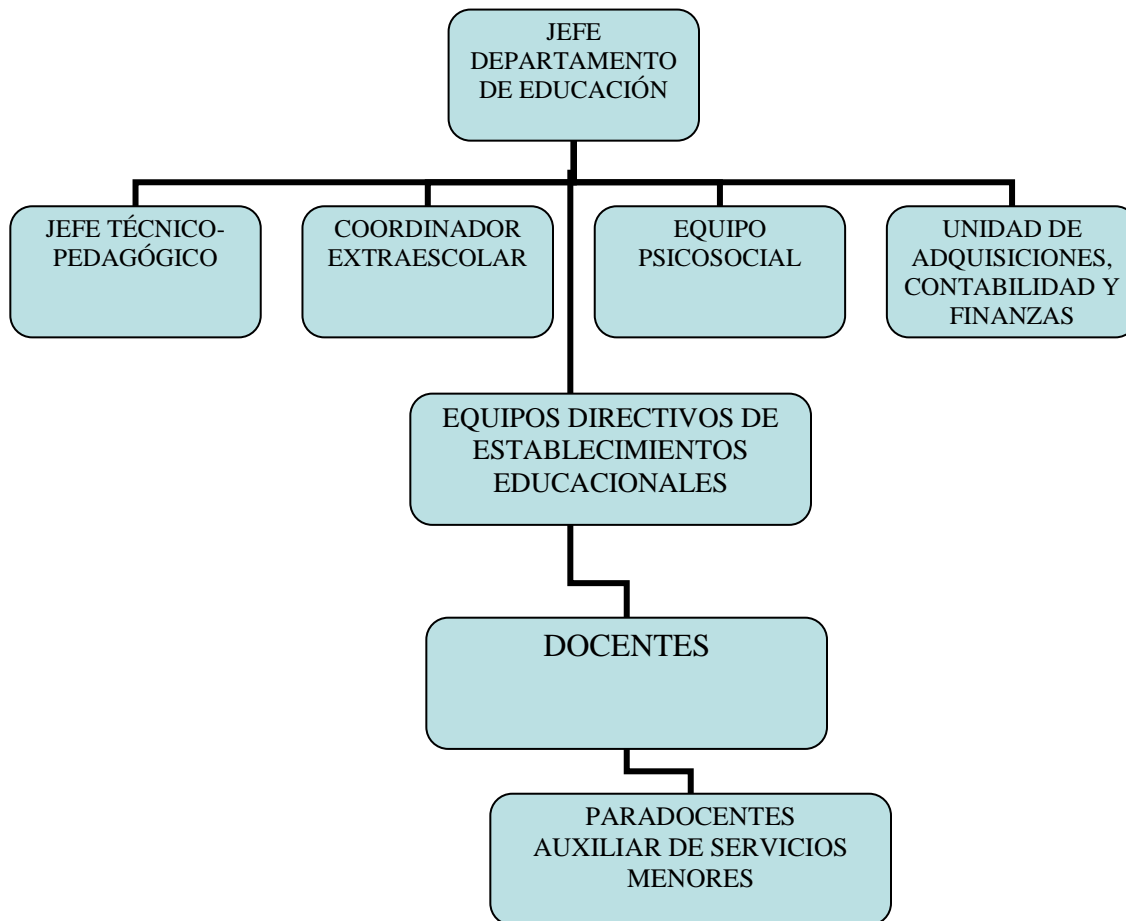 JEFE
DEPARTAMENTO
DE EDUCACIÓN
JEFE TÉCNICO-
PEDAGÓGICO
COORDINADOR
EXTRAESCOLAR
EQUIPO
PSICOSOCIAL
UNIDAD DE
ADQUISICIONES,
CONTABILIDAD Y
FINANZAS
EQUIPOS DIRECTIVOS DE
ESTABLECIMIENTOS
EDUCACIONALES
DOCENTES
PARADOCENTES
AUXILIAR DE SERVICIOS
MENORES